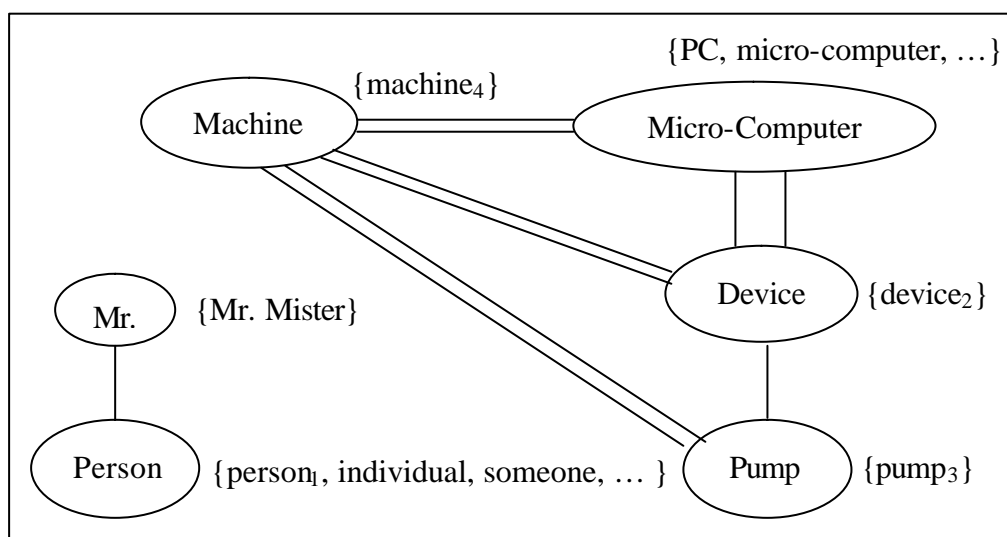 {PC, micro-computer, …}
{machine₄}
Machine
Micro-Computer
Device
{device₂}
Mr.
{Mr. Mister}
Person
{person₁, individual, someone, … }
Pump
{pump₃}